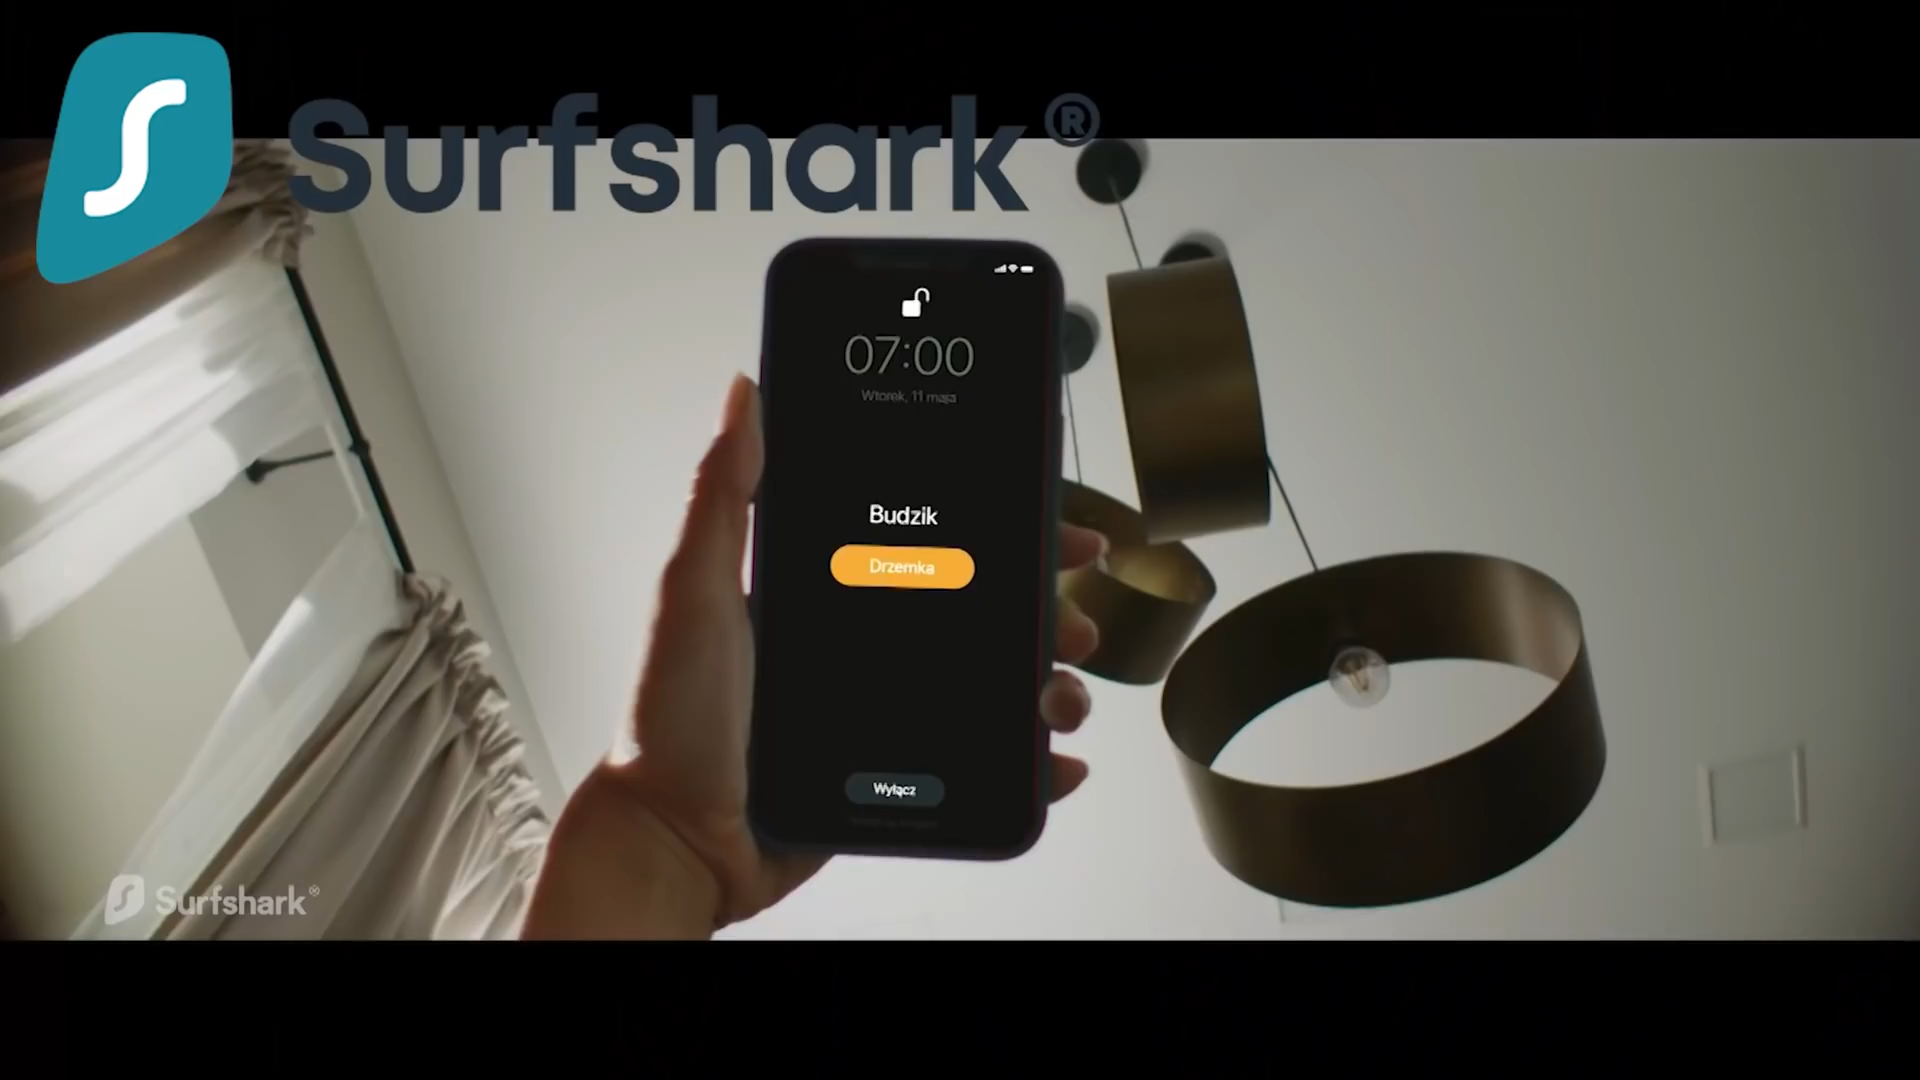 Surfshark®
07:00
Wtorek, 11 maja
Budzik
Drzemka
Wyłącz
Surfshark®